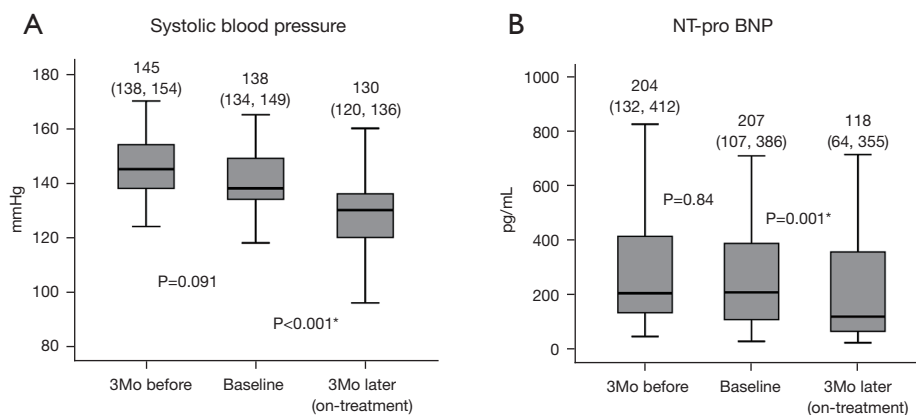 A
Systolic blood pressure
180
160
140
120
100
80
mmHg
145
(138, 154)
138
(134, 149)
130
(120, 136)
P=0.091
P<0.001*
3Mo before
Baseline
3Mo later
(on-treatment)
B
NT-pro BNP
1000
800
600
400
200
0
pg/mL
204
(132, 412)
207
(107, 386)
118
(64, 355)
P=0.84
P=0.001*
3Mo before
Baseline
3Mo later
(on-treatment)